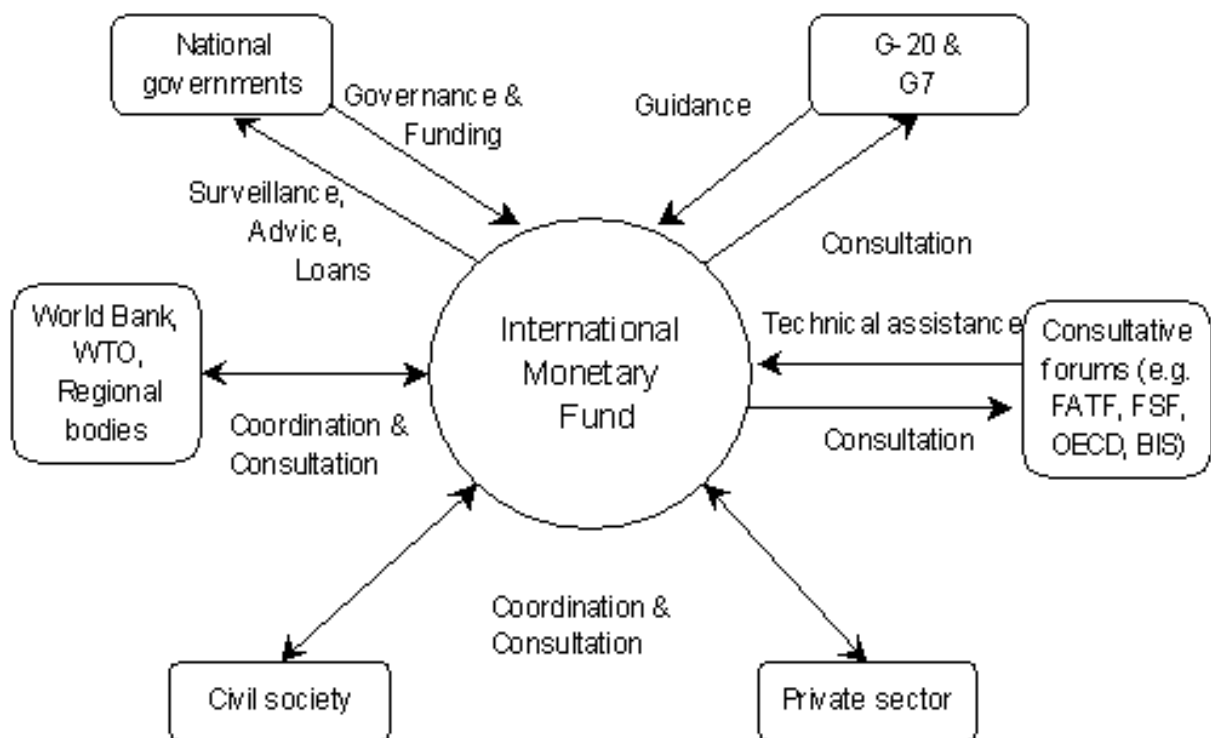 National
governments
G-20 &
G7
Governance &
Funding
Guidance
Surveillance,
Advice,
Loans
Consultation
World Bank,
WTO,
Regional
bodies
International
Monetary
Fund
Technical assistance
Consultative
forums (e.g.
FATF, FSF,
OECD, BIS)
Coordination &
Consultation
Consultation
Coordination &
Consultation
Civil society
Private sector